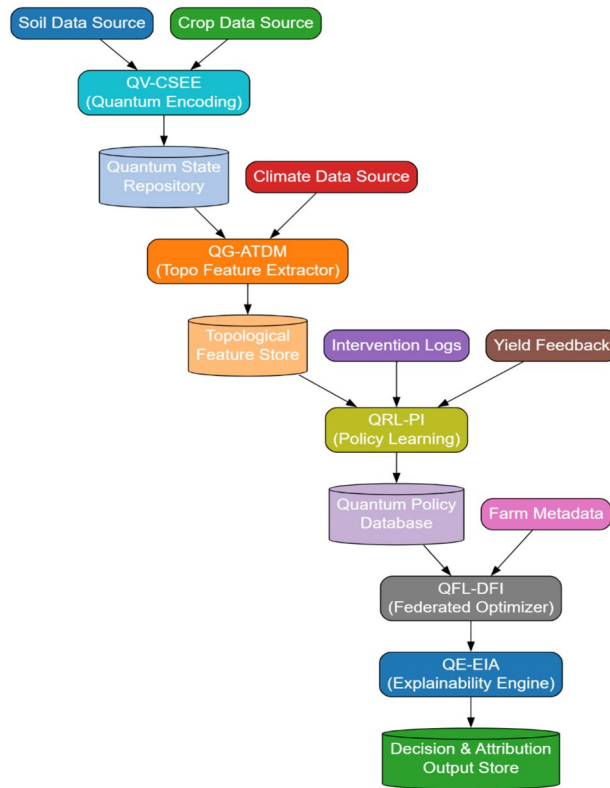 Soil Data Source
Crop Data Source
QV-CSEE
(Quantum Encoding)
Quantum State
Repository
Climate Data Source
QG-ATDM
(Topo Feature Extractor)
Topological
Feature Store
Intervention Logs
Yield Feedback
QRL-PI
(Policy Learning)
Quantum Policy
Database
Farm Metadata
QFL-DFI
(Federated Optimizer)
QE-EIA
(Explainability Engine)
Decision & Attribution
Output Store